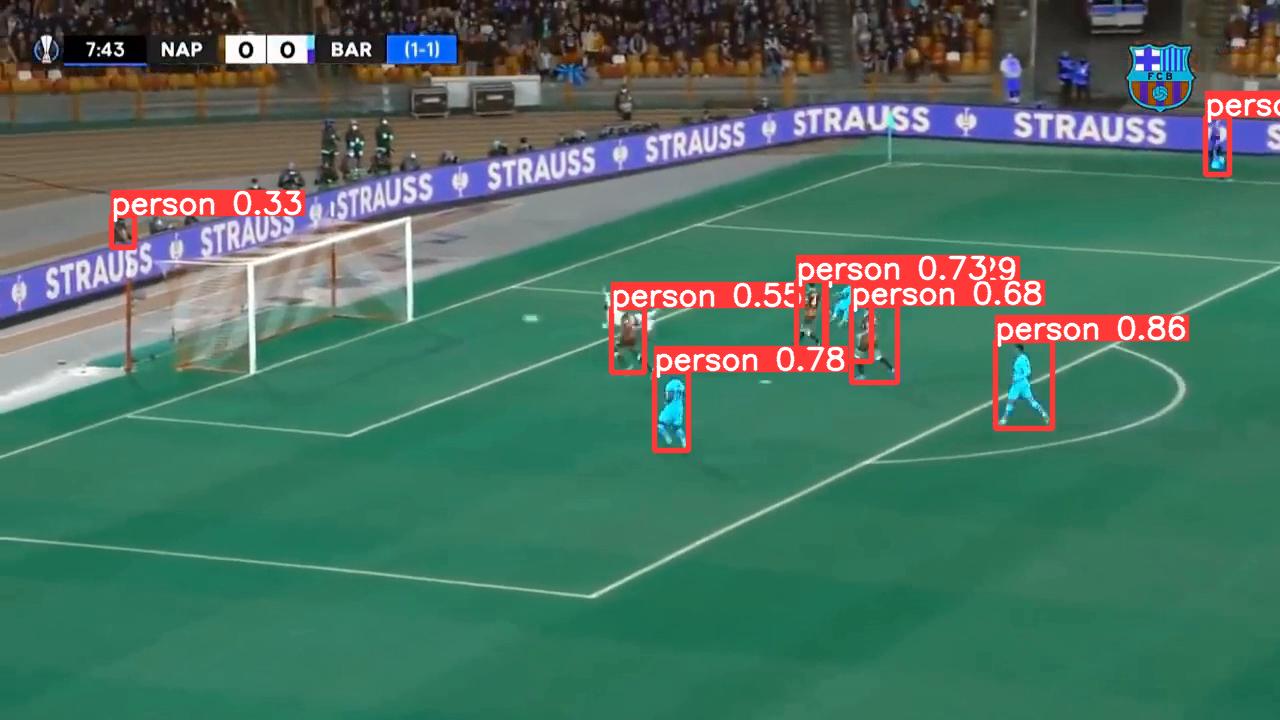 7:43 NAP 0 0 BAR (1-1)
FCB
perso
STRAUSS STRAUSS STRAUSS STRAUSS STRAUSS STRAUSS STRAUSS S
person 0.33
person 0.73
person 0.55
person 0.68
person 0.86
person 0.78